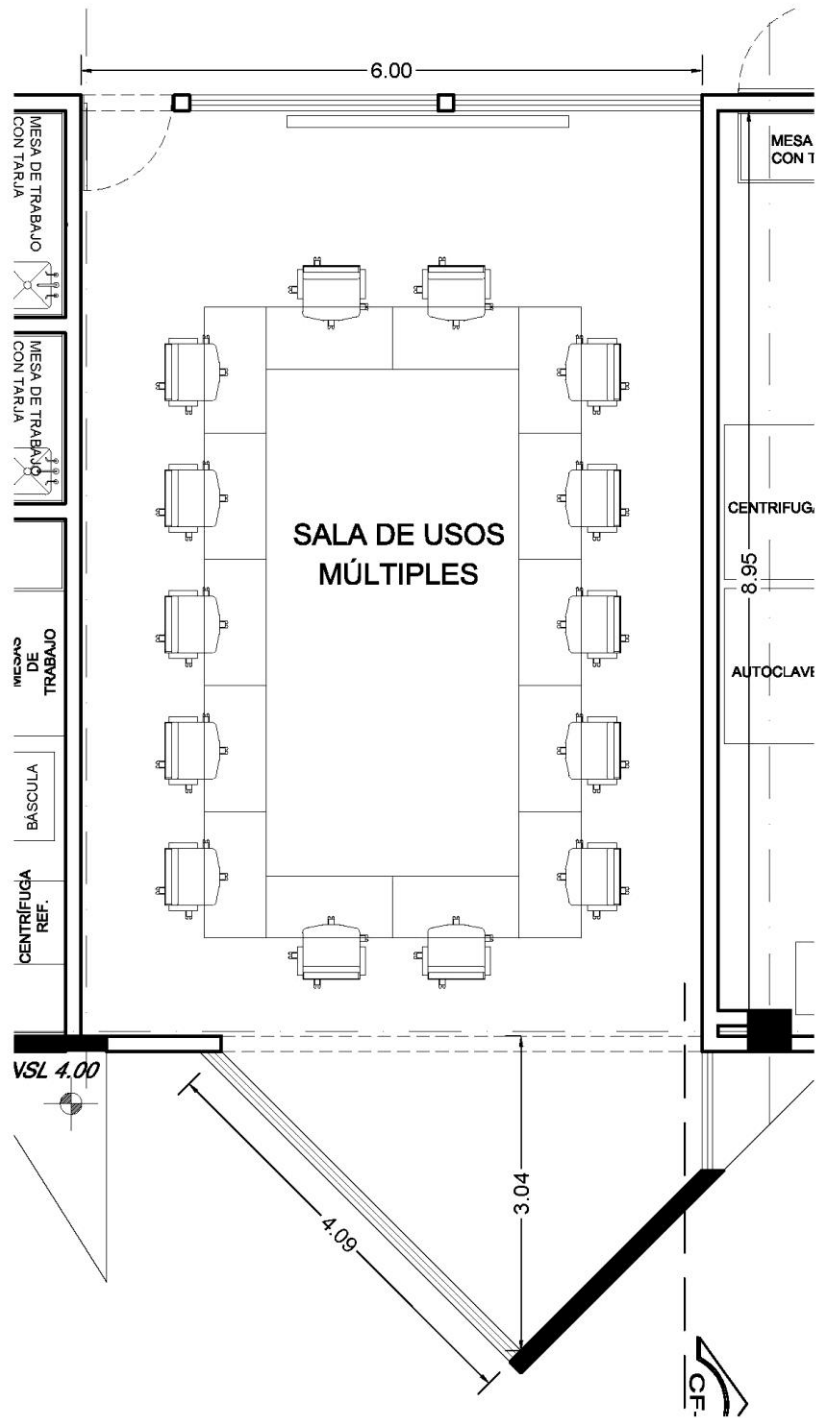 6.00
MESA DE TRABAJO
CON TARJA
MESA
CON T
MESA DE TRABAJO
CON TARJA
SALA DE USOS
MÚLTIPLES
CENTRIFUGA
8.95
MESAS
DE
TRABAJO
AUTOCLAVE
BÁSCULA
CENTRÍFUGA
REF.
NSL 4.00
3.04
4.09
CF-